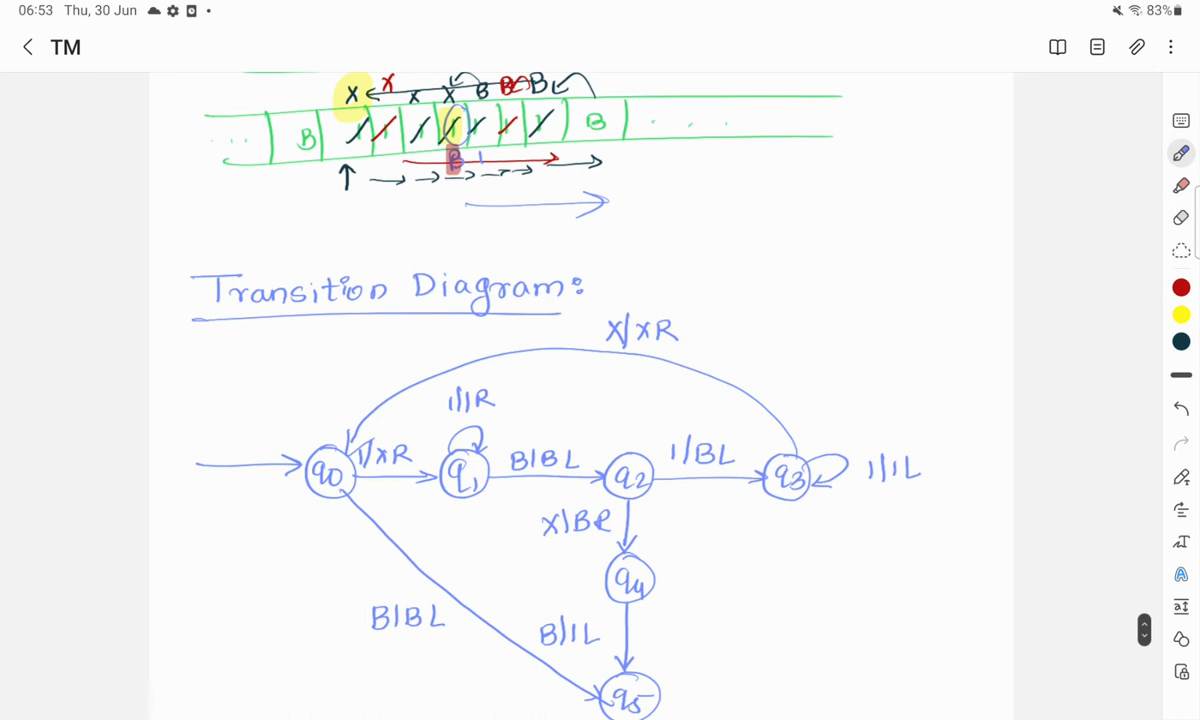 06:53 Thu, 30 Jun 83%
TM
X X X X B B B
... B B . . .
B 1
Transition Diagram:
X/XR
1/1R
1/XR B/BL 1/BL 1/1L
q0 q1 q2 q3
X/BR
q4
B/BL B/1L
q5